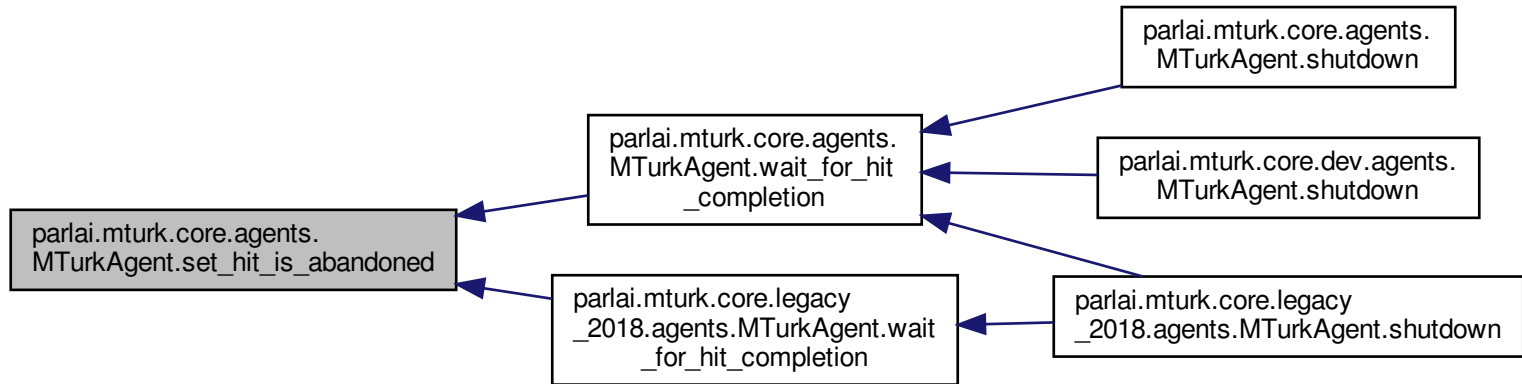 parlai.mturk.core.agents.
MTurkAgent.set_hit_is_abandoned
parlai.mturk.core.agents.
MTurkAgent.wait_for_hit
_completion
parlai.mturk.core.legacy
_2018.agents.MTurkAgent.wait
_for_hit_completion
parlai.mturk.core.agents.
MTurkAgent.shutdown
parlai.mturk.core.dev.agents.
MTurkAgent.shutdown
parlai.mturk.core.legacy
_2018.agents.MTurkAgent.shutdown